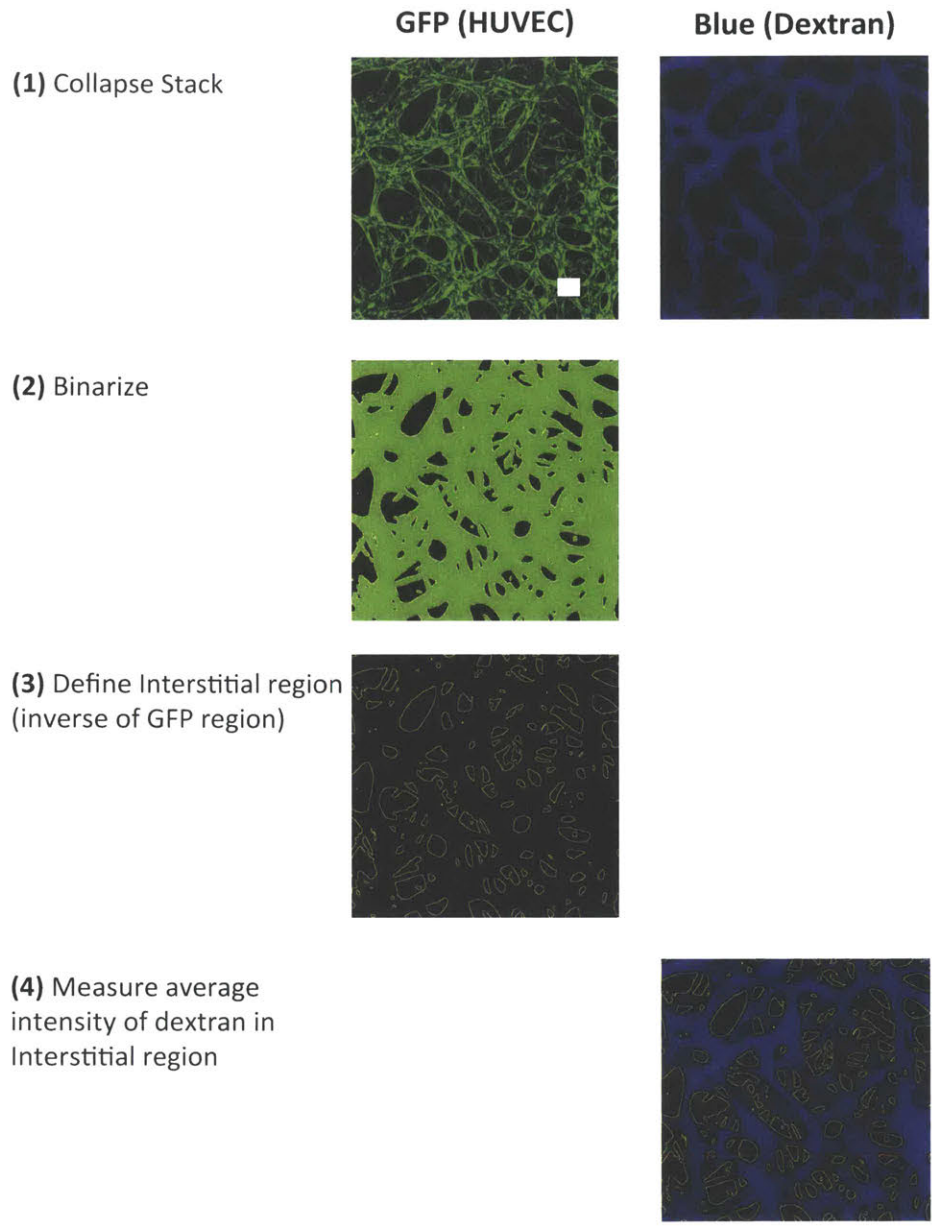 GFP (HUVEC)
Blue (Dextran)
(1) Collapse Stack
(2) Binarize
(3) Define Interstitial region
(inverse of GFP region)
(4) Measure average
intensity of dextran in
Interstitial region